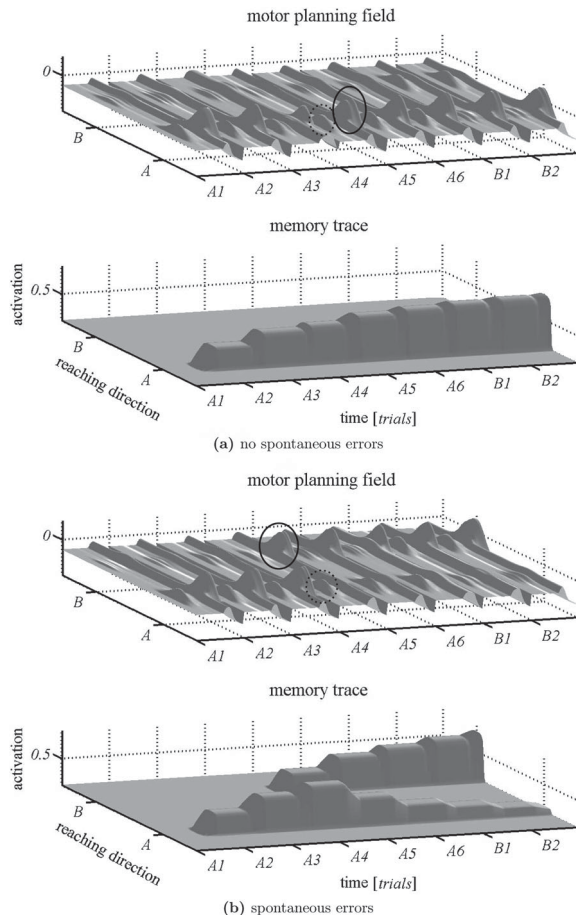 motor planning field
0
B
A
A1 A2 A3 A4 A5 A6 B1 B2
memory trace
activation
0.5
B
A
reaching direction
A1 A2 A3 A4 A5 A6 B1 B2
time [trials]
(a) no spontaneous errors
motor planning field
0
B
A
A1 A2 A3 A4 A5 A6 B1 B2
memory trace
activation
0.5
B
A
reaching direction
A1 A2 A3 A4 A5 A6 B1 B2
time [trials]
(b) spontaneous errors